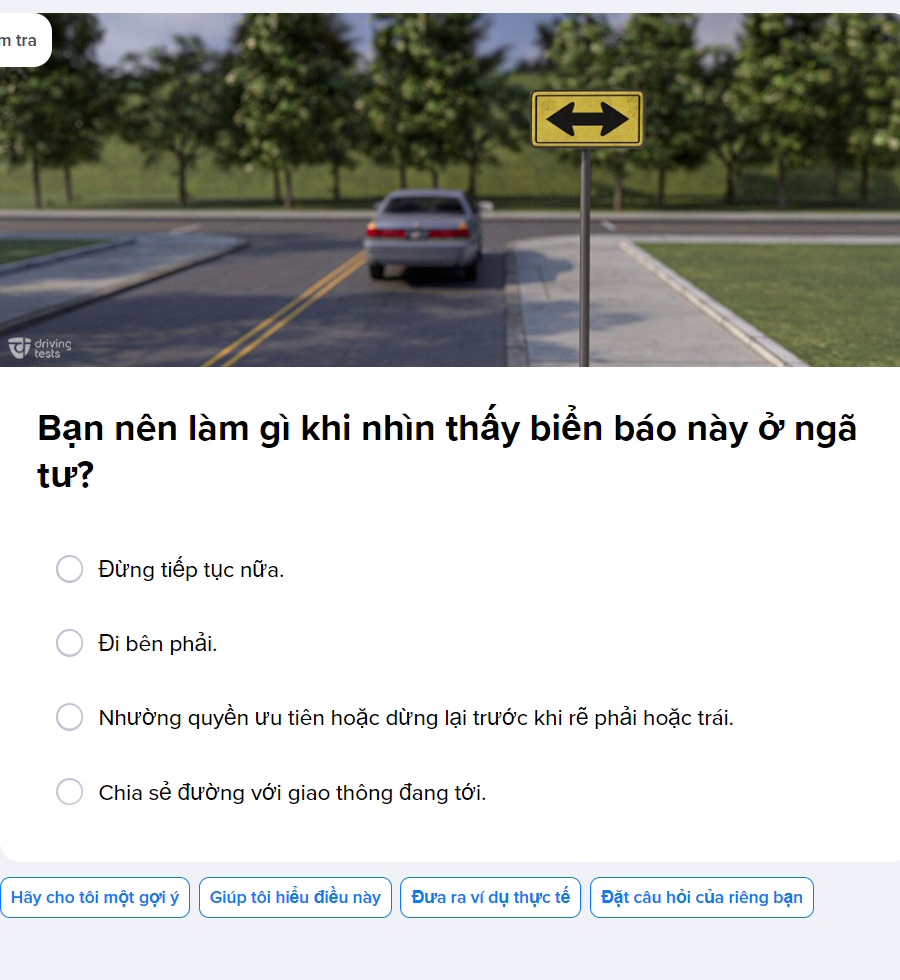 m tra
driving
tests
Bạn nên làm gì khi nhìn thấy biển báo này ở ngã
tư?
Đừng tiếp tục nữa.
Đi bên phải.
Nhường quyền ưu tiên hoặc dừng lại trước khi rẽ phải hoặc trái.
Chia sẻ đường với giao thông đang tới.
Hãy cho tôi một gợi ý
Giúp tôi hiểu điều này
Đưa ra ví dụ thực tế
Đặt câu hỏi của riêng bạn